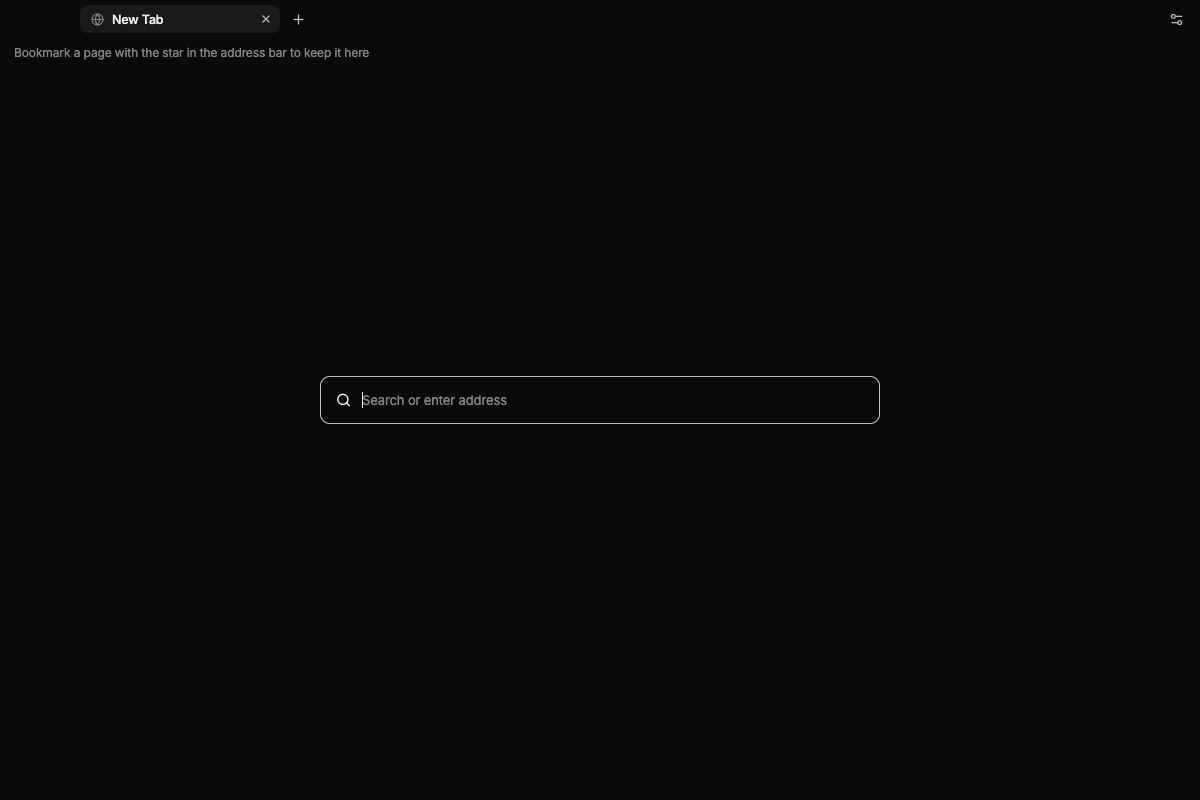 New Tab
Bookmark a page with the star in the address bar to keep it here
Search or enter address